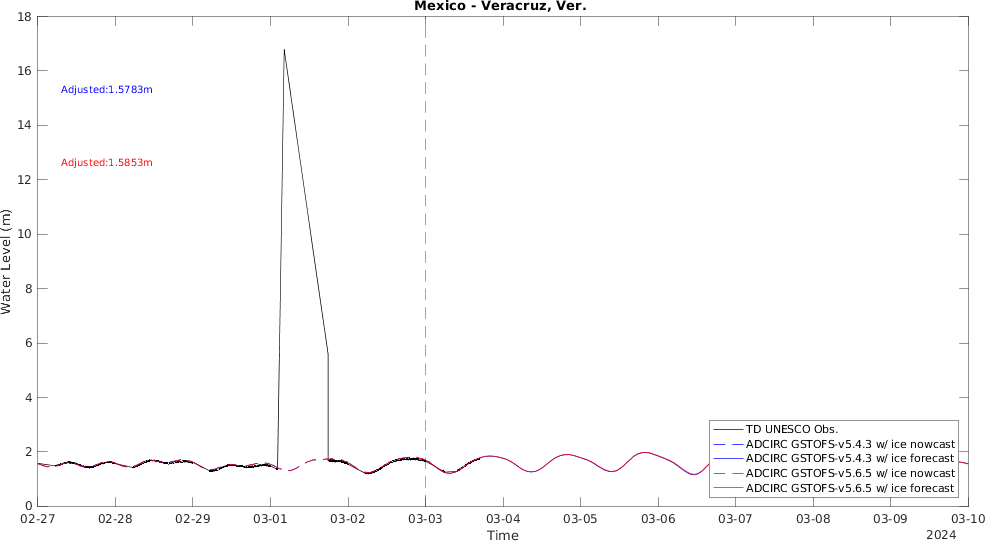 Mexico - Veracruz, Ver.
18
16
14
12
10
8
6
4
2
0
Water Level (m)
Adjusted:1.5783m
Adjusted:1.5853m
TD UNESCO Obs.
ADCIRC GSTOFS-v5.4.3 w/ ice nowcast
ADCIRC GSTOFS-v5.4.3 w/ ice forecast
ADCIRC GSTOFS-v5.6.5 w/ ice nowcast
ADCIRC GSTOFS-v5.6.5 w/ ice forecast
02-27 02-28 02-29 03-01 03-02 03-03 03-04 03-05 03-06 03-07 03-08 03-09 03-10
Time
2024